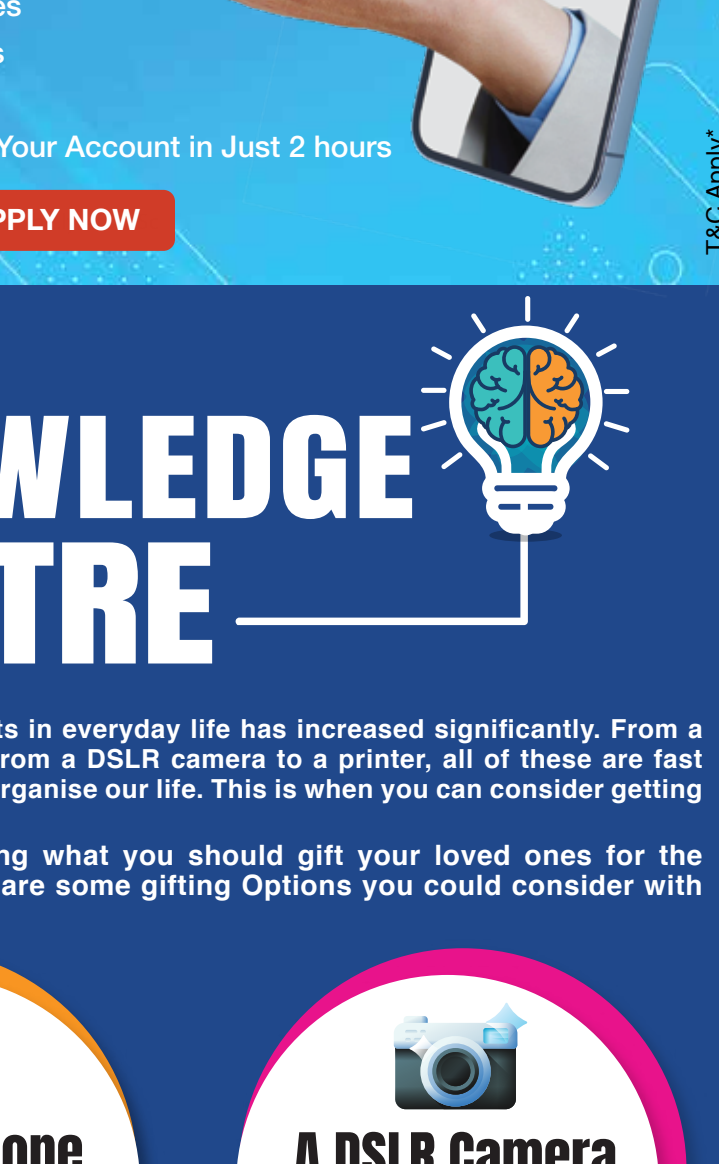 es
s
Your Account in Just 2 hours
PPLY NOW
T&C Apply*
WLEDGE
TRE
ts in everyday life has increased significantly. From a
rom a DSLR camera to a printer, all of these are fast
rganise our life. This is when you can consider getting
ng what you should gift your loved ones for the
are some gifting Options you could consider with
one
A DSLR Camera